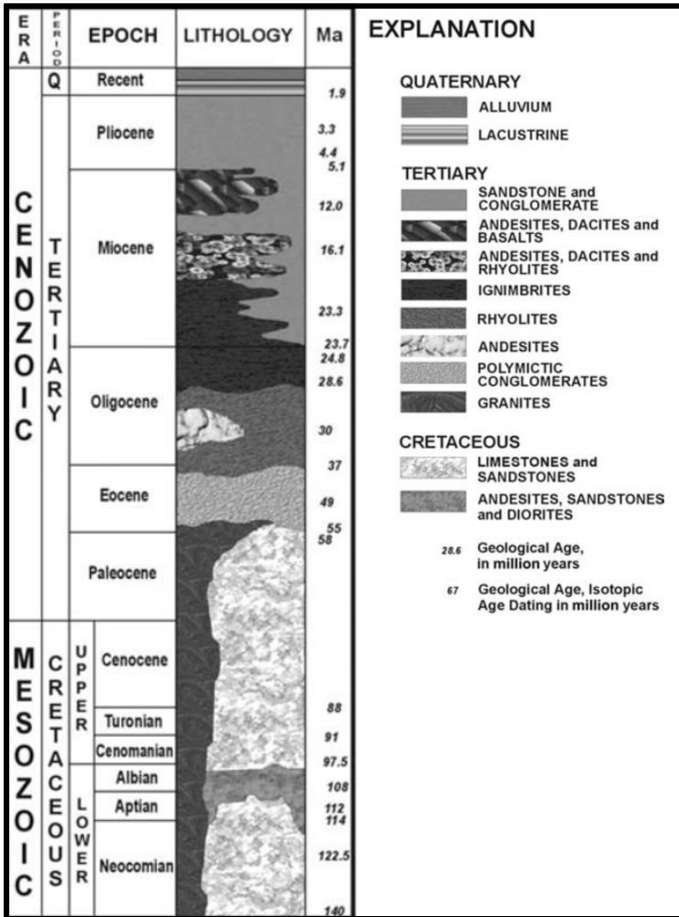 ERA
PERIOD
EPOCH
LITHOLOGY
Ma
CENOZOIC
Q
Recent
1.9
TERTIARY
Pliocene
3.3
4.4
5.1
Miocene
12.0
16.1
23.3
23.7
24.8
Oligocene
28.6
30
37
Eocene
49
55
58
Paleocene
MESOZOIC
CRETACEOUS
UPPER
Cenocene
88
Turonian
91
Cenomanian
97.5
LOWER
Albian
108
Aptian
112
114
Neocomian
122.5
140
EXPLANATION
QUATERNARY
ALLUVIUM
LACUSTRINE
TERTIARY
SANDSTONE and
CONGLOMERATE
ANDESITES, DACITES and
BASALTS
ANDESITES, DACITES and
RHYOLITES
IGNIMBRITES
RHYOLITES
ANDESITES
POLYMICTIC
CONGLOMERATES
GRANITES
CRETACEOUS
LIMESTONES and
SANDSTONES
ANDESITES, SANDSTONES
and DIORITES
28.6 Geological Age,
in million years
67 Geological Age, Isotopic
Age Dating in million years